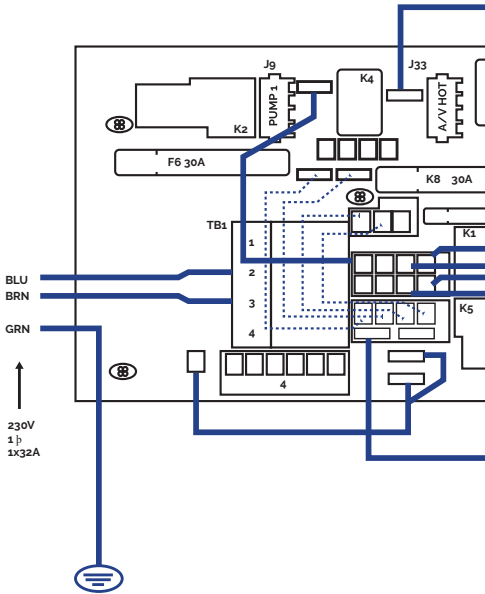 J9
J33
K4
PUMP 1
A/V HOT
K2
F6 30A
K8 30A
TB1
1
K1
2
BLU
BRN
3
K5
GRN
4
4
230V
1 þ
1x32A